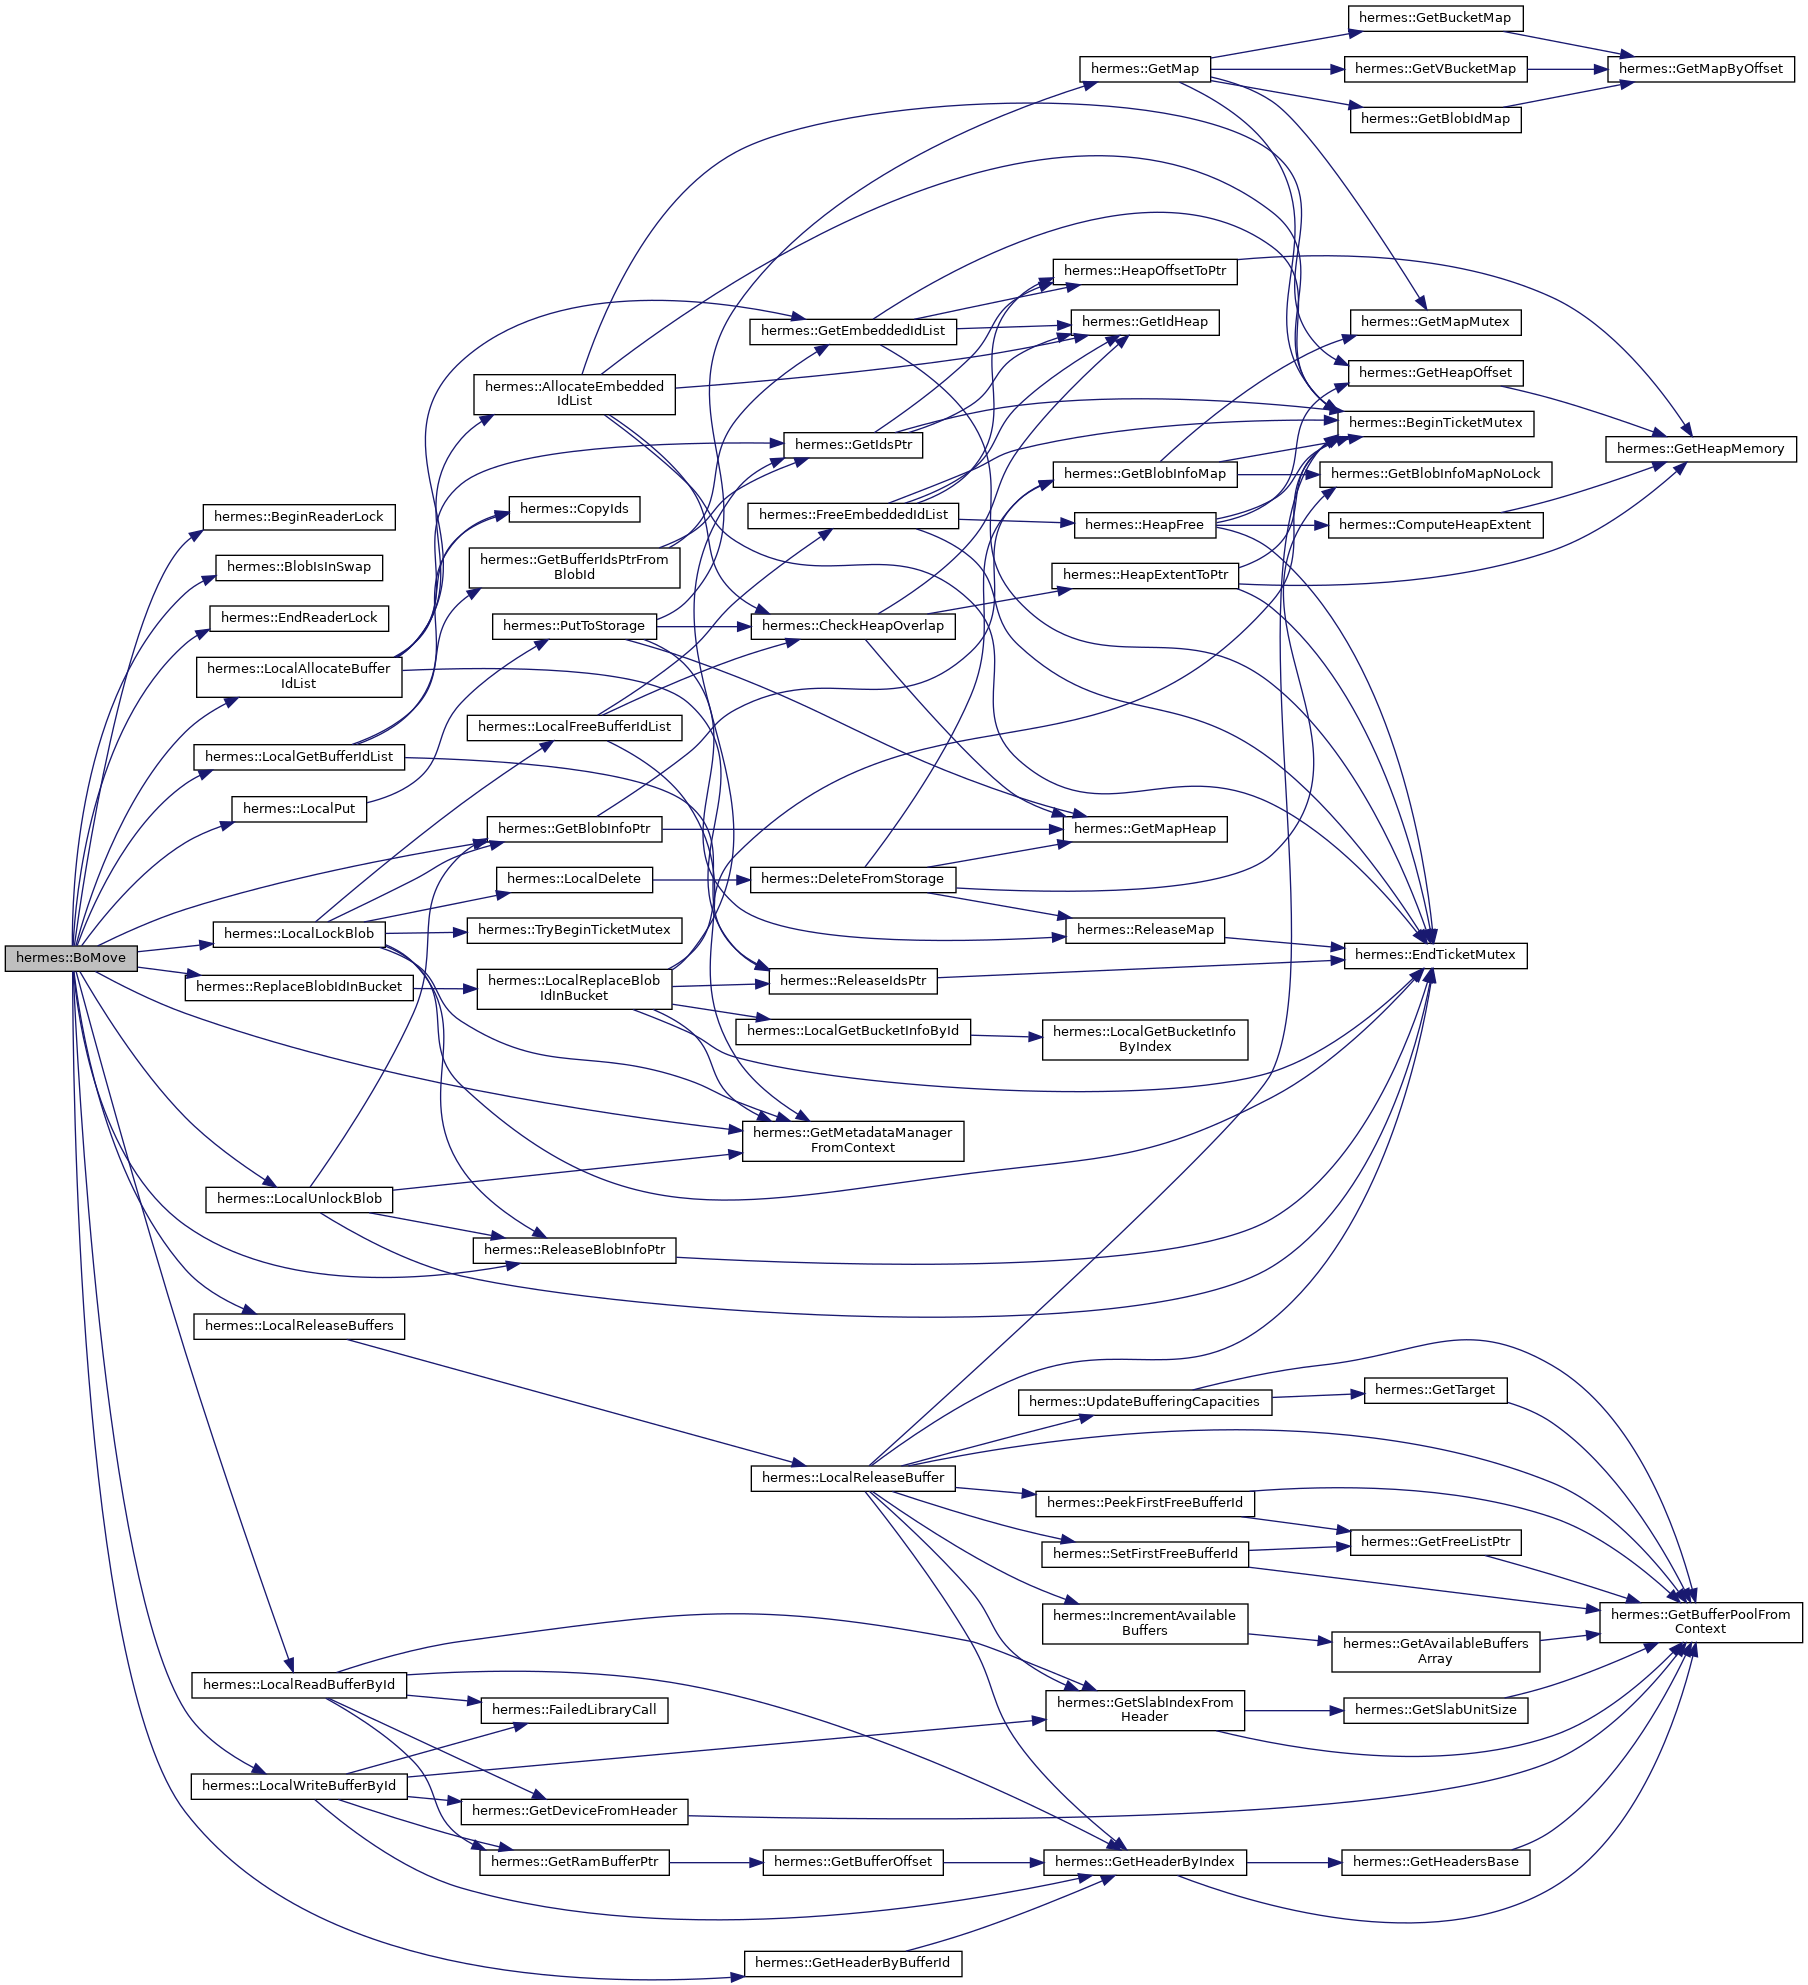 hermes::GetBucketMap
hermes::GetMap
hermes::GetVBucketMap
hermes::GetMapByOffset
hermes::GetBlobIdMap
hermes::HeapOffsetToPtr
hermes::GetEmbeddedIdList
hermes::GetIdHeap
hermes::GetMapMutex
hermes::AllocateEmbedded
IdList
hermes::GetHeapOffset
hermes::GetIdsPtr
hermes::BeginTicketMutex
hermes::GetHeapMemory
hermes::GetBlobInfoMap
hermes::GetBlobInfoMapNoLock
hermes::BeginReaderLock
hermes::CopyIds
hermes::FreeEmbeddedIdList
hermes::HeapFree
hermes::ComputeHeapExtent
hermes::BlobIsInSwap
hermes::GetBufferIdsPtrFrom
BlobId
hermes::HeapExtentToPtr
hermes::EndReaderLock
hermes::PutToStorage
hermes::CheckHeapOverlap
hermes::LocalAllocateBuffer
IdList
hermes::LocalFreeBufferIdList
hermes::LocalGetBufferIdList
hermes::LocalPut
hermes::GetBlobInfoPtr
hermes::GetMapHeap
hermes::LocalDelete
hermes::DeleteFromStorage
hermes::LocalLockBlob
hermes::TryBeginTicketMutex
hermes::ReleaseMap
hermes::BoMove
hermes::EndTicketMutex
hermes::ReplaceBlobIdInBucket
hermes::LocalReplaceBlob
IdInBucket
hermes::ReleaseIdsPtr
hermes::LocalGetBucketInfoById
hermes::LocalGetBucketInfo
ByIndex
hermes::GetMetadataManager
FromContext
hermes::LocalUnlockBlob
hermes::ReleaseBlobInfoPtr
hermes::LocalReleaseBuffers
hermes::UpdateBufferingCapacities
hermes::GetTarget
hermes::LocalReleaseBuffer
hermes::PeekFirstFreeBufferId
hermes::GetFreeListPtr
hermes::SetFirstFreeBufferId
hermes::IncrementAvailable
Buffers
hermes::GetBufferPoolFrom
Context
hermes::GetAvailableBuffers
Array
hermes::LocalReadBufferById
hermes::FailedLibraryCall
hermes::GetSlabIndexFrom
Header
hermes::GetSlabUnitSize
hermes::LocalWriteBufferById
hermes::GetDeviceFromHeader
hermes::GetRamBufferPtr
hermes::GetBufferOffset
hermes::GetHeaderByIndex
hermes::GetHeadersBase
hermes::GetHeaderByBufferId